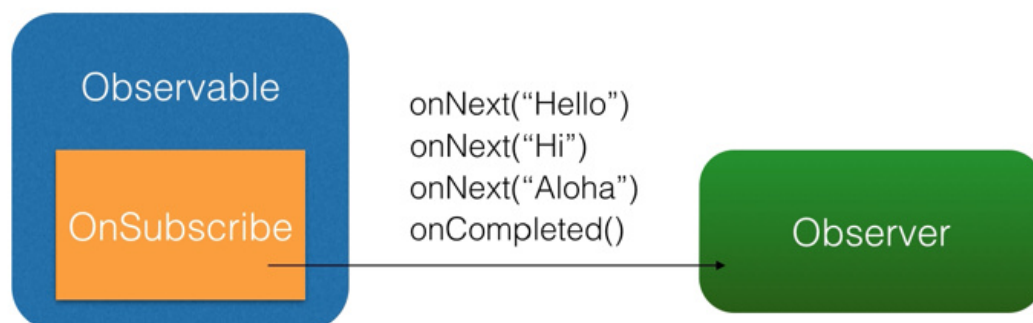 Observable
OnSubscribe
onNext(“Hello”)
onNext(“Hi”)
onNext(“Aloha”)
onCompleted()
Observer